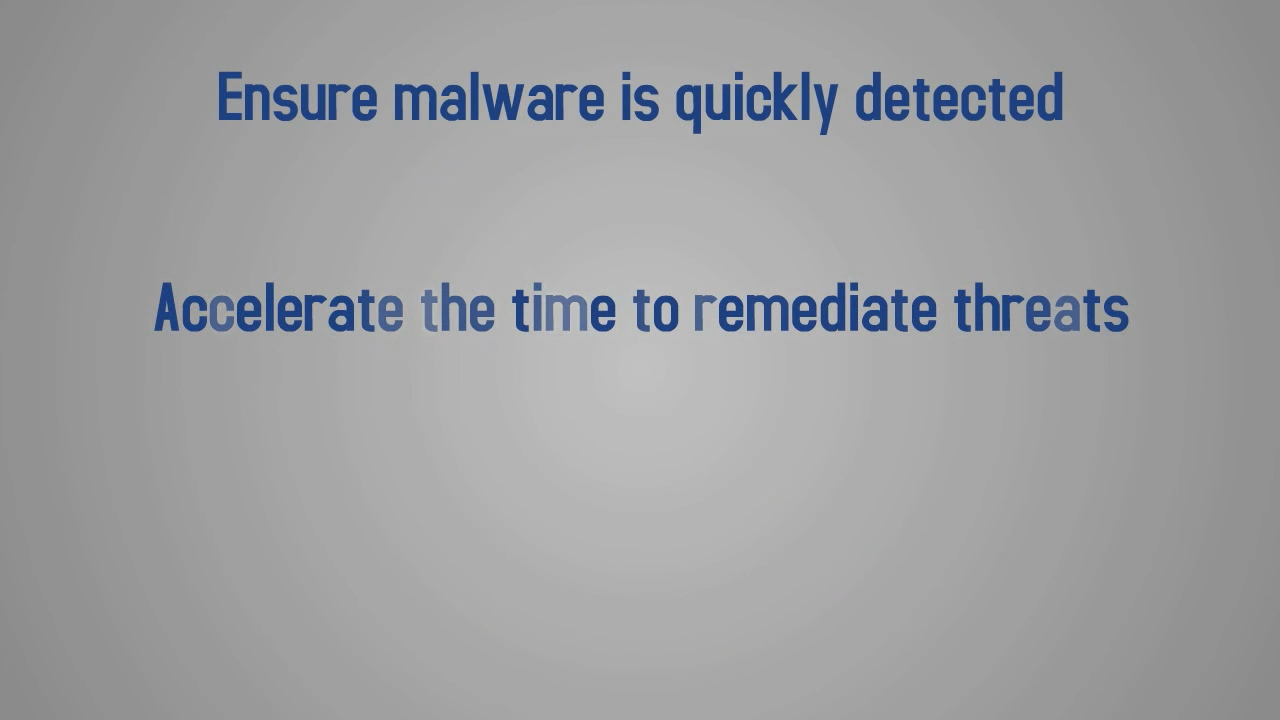 Ensure malware is quickly detected
Accelerate the time to remediate threats